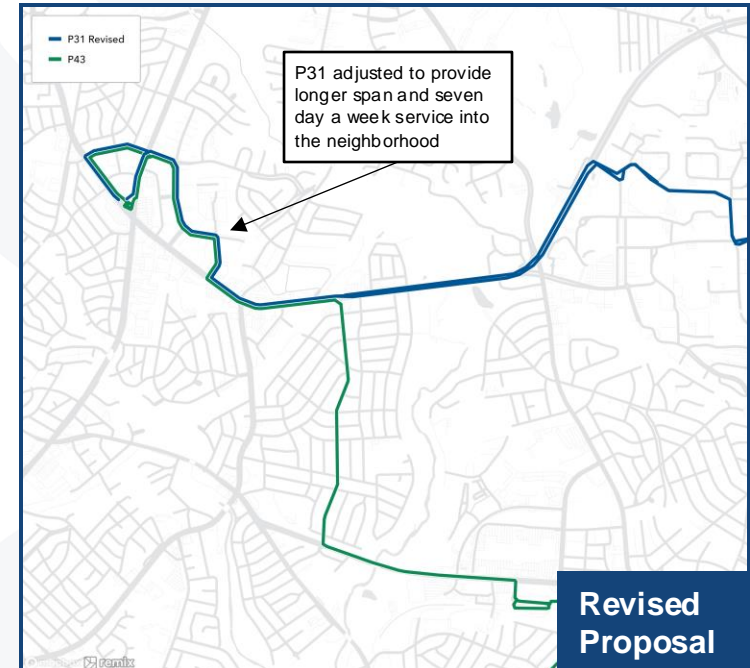 P31 Revised
P43
P31 adjusted to provide
longer span and seven
day a week service into
the neighborhood
Revised
Proposal
remix